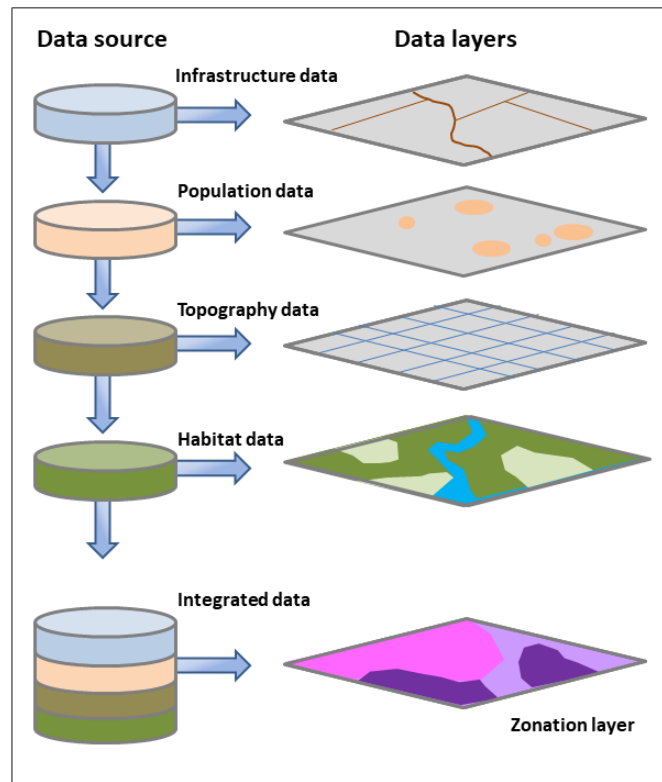 Data source
Data layers
Infrastructure data
Population data
Topography data
Habitat data
Integrated data
Zonation layer